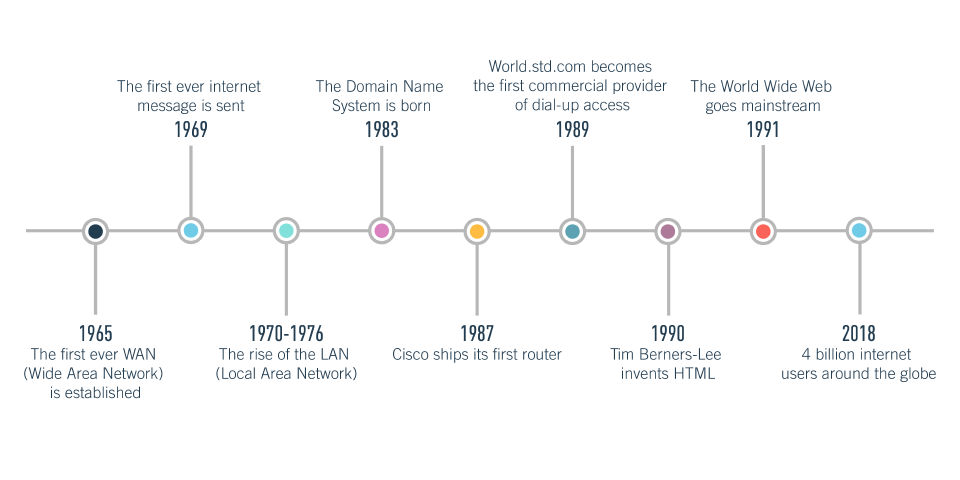 The first ever internet
message is sent
1969
The Domain Name
System is born
1983
World.std.com becomes
the first commercial provider
of dial-up access
1989
The World Wide Web
goes mainstream
1991
1965
The first ever WAN
(Wide Area Network)
is established
1970-1976
The rise of the LAN
(Local Area Network)
1987
Cisco ships its first router
1990
Tim Berners-Lee
invents HTML
2018
4 billion internet
users around the globe